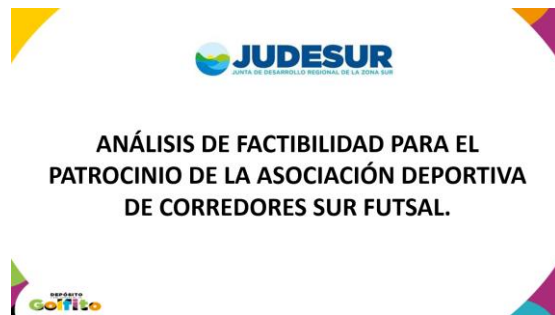 JUDESUR
JUNTA DE DESARROLLO REGIONAL DE LA ZONA SUR
ANÁLISIS DE FACTIBILIDAD PARA EL
PATROCINIO DE LA ASOCIACIÓN DEPORTIVA
DE CORREDORES SUR FUTSAL.
DEPÓSITO
Golfito